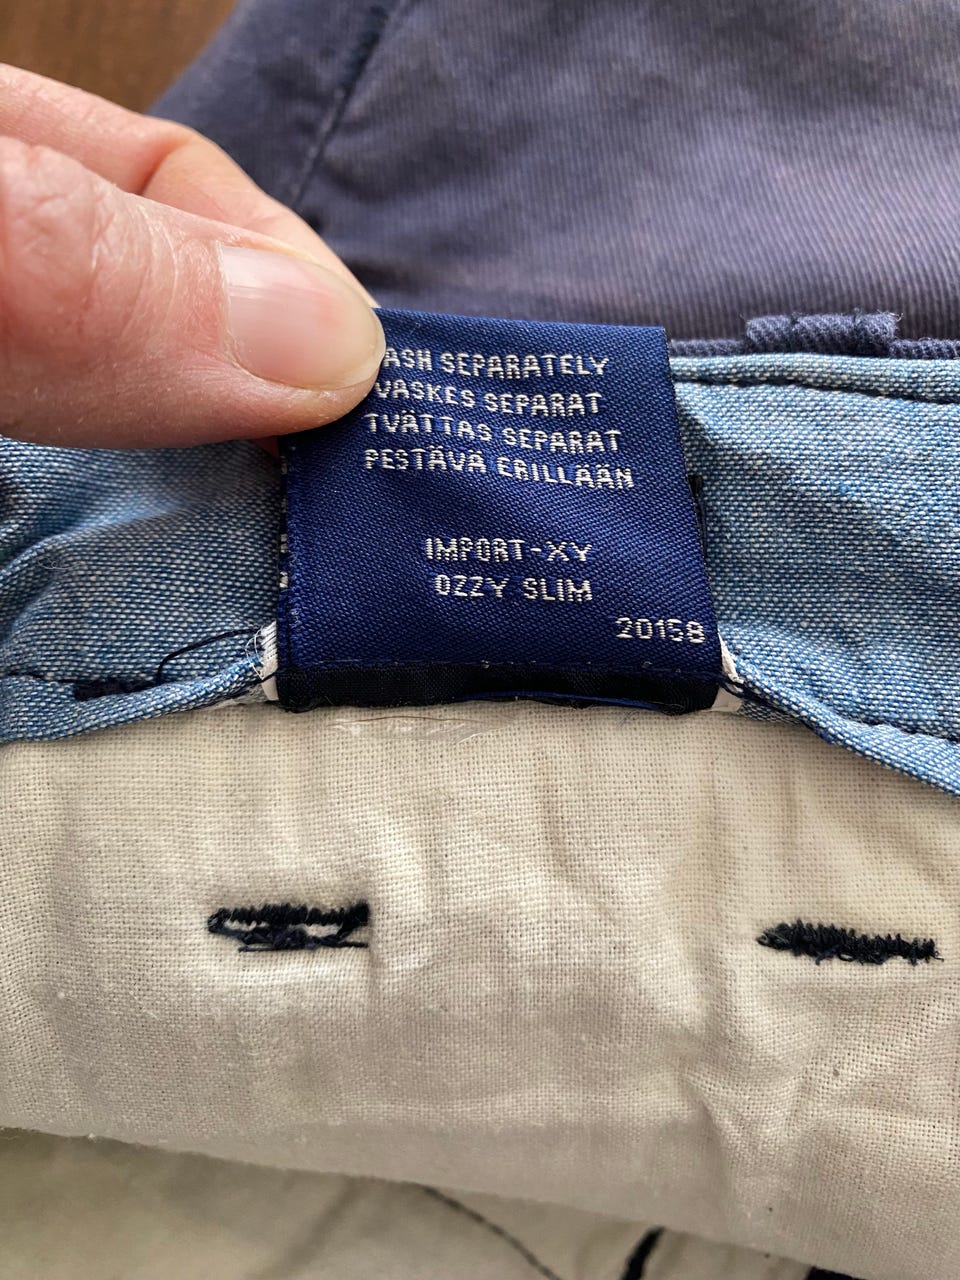 ASH SEPARATELY
VASKES SEPARAT
TVÄTTAS SEPARAT
PESTÄVÄ ERILLÄÄN
IMPORT-XY
OZZY SLIM
20158